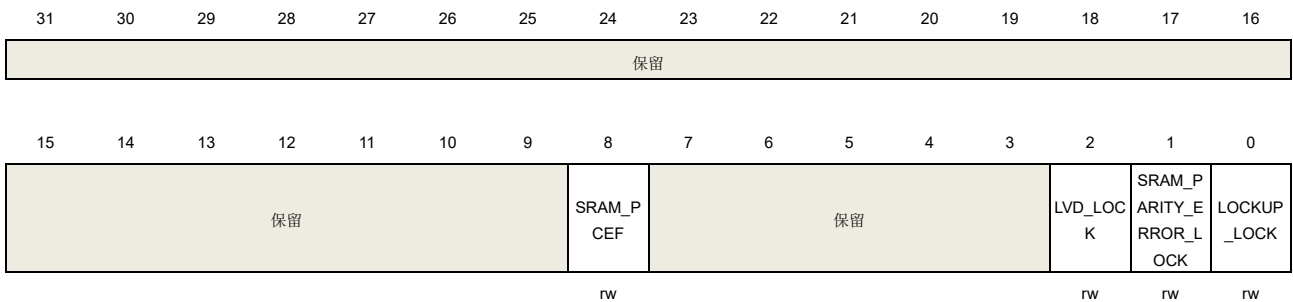 31 30 29 28 27 26 25 24 23 22 21 20 19 18 17 16
保留
15 14 13 12 11 10 9 8 7 6 5 4 3 2 1 0
保留
SRAM_P
CEF
保留
LVD_LOC
K
SRAM_P
ARITY_E
RROR_L
OCK
LOCKUP
_LOCK
rw rw rw rw